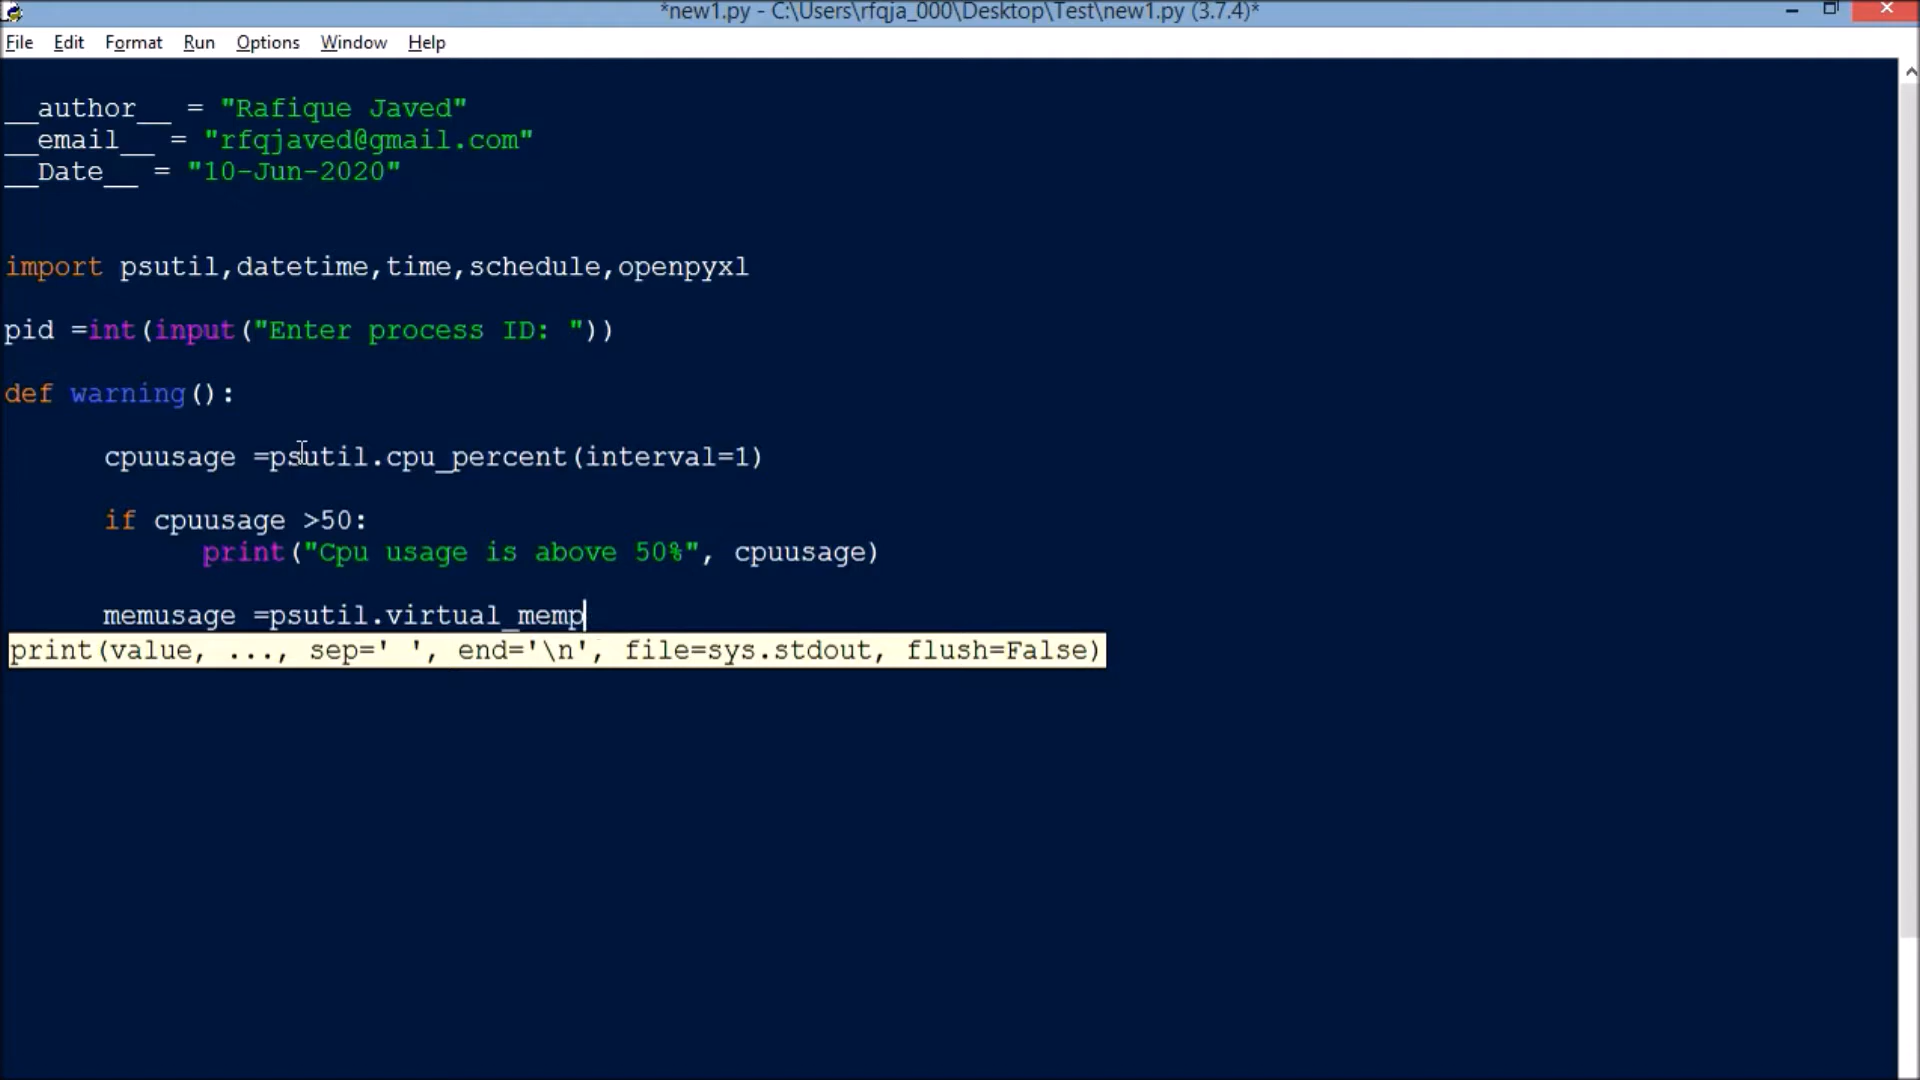 *new1.py - C:\Users\rfqja_000\Desktop\Test\new1.py (3.7.4)*
File Edit Format Run Options Window Help
__author__ = "Rafique Javed"
__email__ = "rfqjaved@gmail.com"
__Date__ = "10-Jun-2020"
import psutil,datetime,time,schedule,openpyxl
pid =int(input("Enter process ID: "))
def warning():
cpuusage =psutil.cpu_percent(interval=1)
if cpuusage >50:
print("Cpu usage is above 50%", cpuusage)
memusage =psutil.virtual_memp
print(value, ..., sep=' ', end='\n', file=sys.stdout, flush=False)